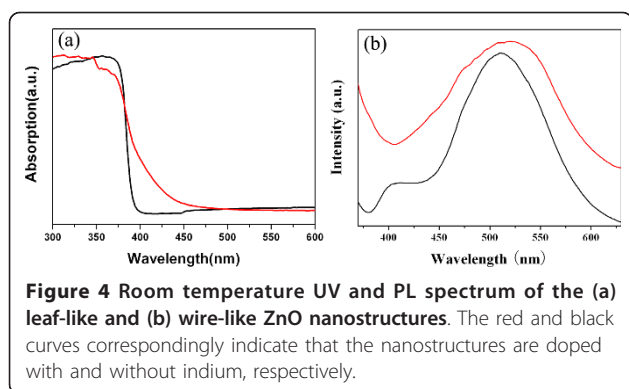 (a)
Absorption(a.u.)
300 350 400 450 500 550 600
Wavelength(nm)
(b)
Intensity (a.u.)
400 450 500 550 600
Wavelength (nm)
Figure 4 Room temperature UV and PL spectrum of the (a)
leaf-like and (b) wire-like ZnO nanostructures. The red and black
curves correspondingly indicate that the nanostructures are doped
with and without indium, respectively.